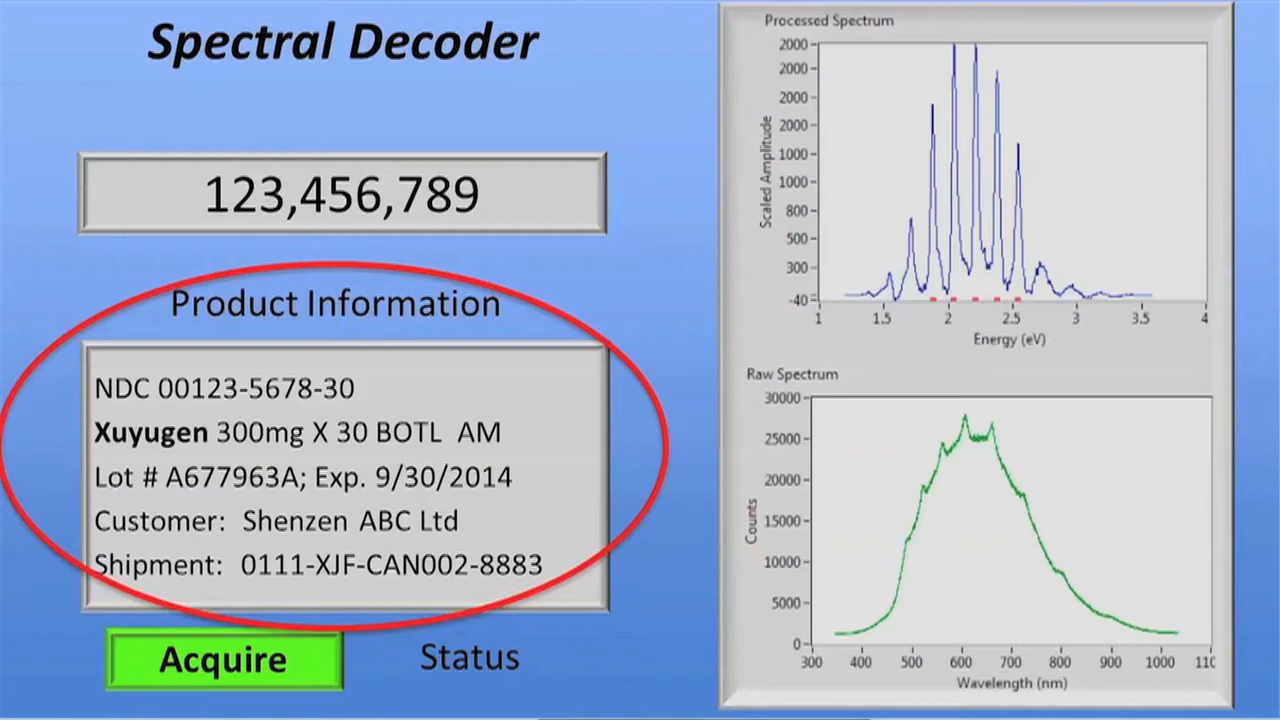 Spectral Decoder
123,456,789
Product Information
NDC 00123-5678-30
Xuyugen 300mg X 30 BOTL AM
Lot # A677963A; Exp. 9/30/2014
Customer: Shenzen ABC Ltd
Shipment: 0111-XJF-CAN002-8883
Acquire
Status
Processed Spectrum
Scaled Amplitude
2000
2000
2000
2000
1000
1000
800
500
300
-40
1 1.5 2 2.5 3 3.5 4
Energy (eV)
Raw Spectrum
Counts
30000
25000
20000
15000
10000
5000
0
300 400 500 600 700 800 900 1000 110
Wavelength (nm)